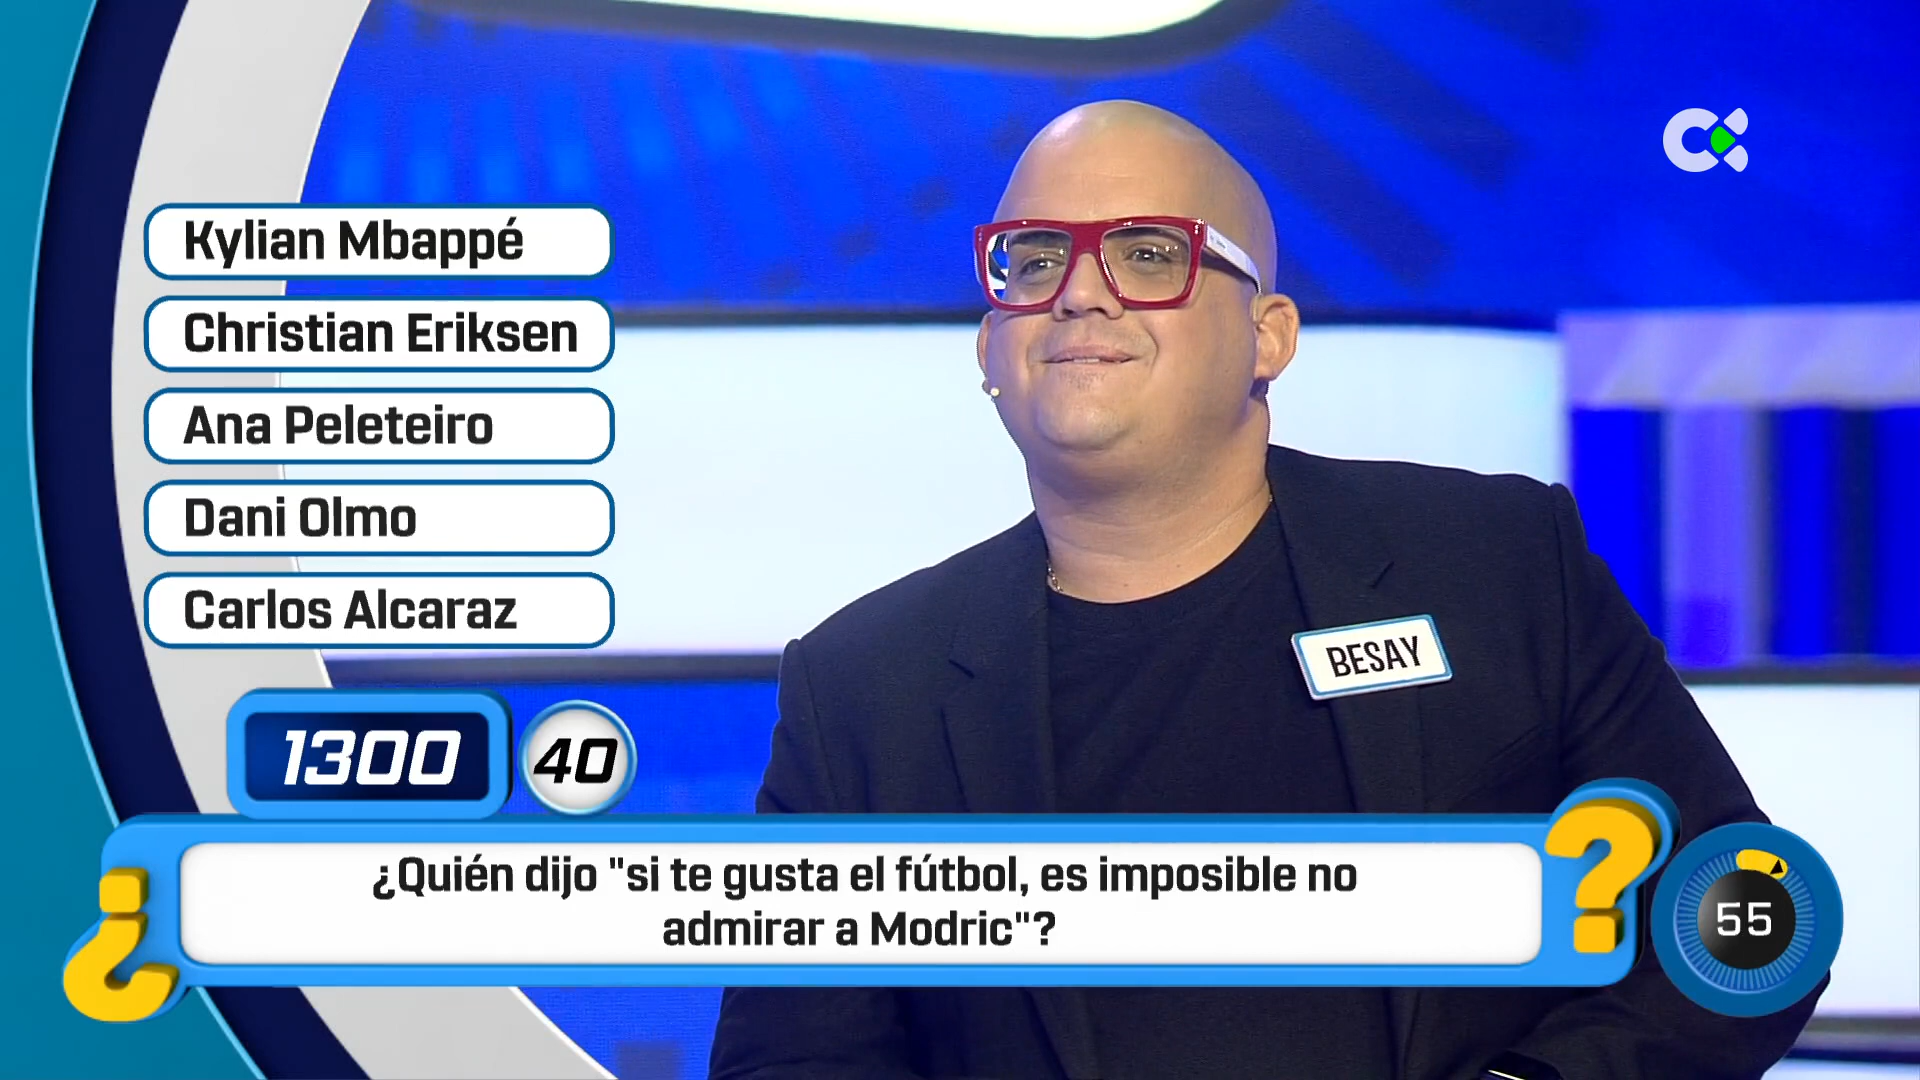 Kylian Mbappé
Christian Eriksen
Ana Peleteiro
Dani Olmo
Carlos Alcaraz
BESAY
1300
40
¿Quién dijo "si te gusta el fútbol, es imposible no
admirar a Modric"?
55